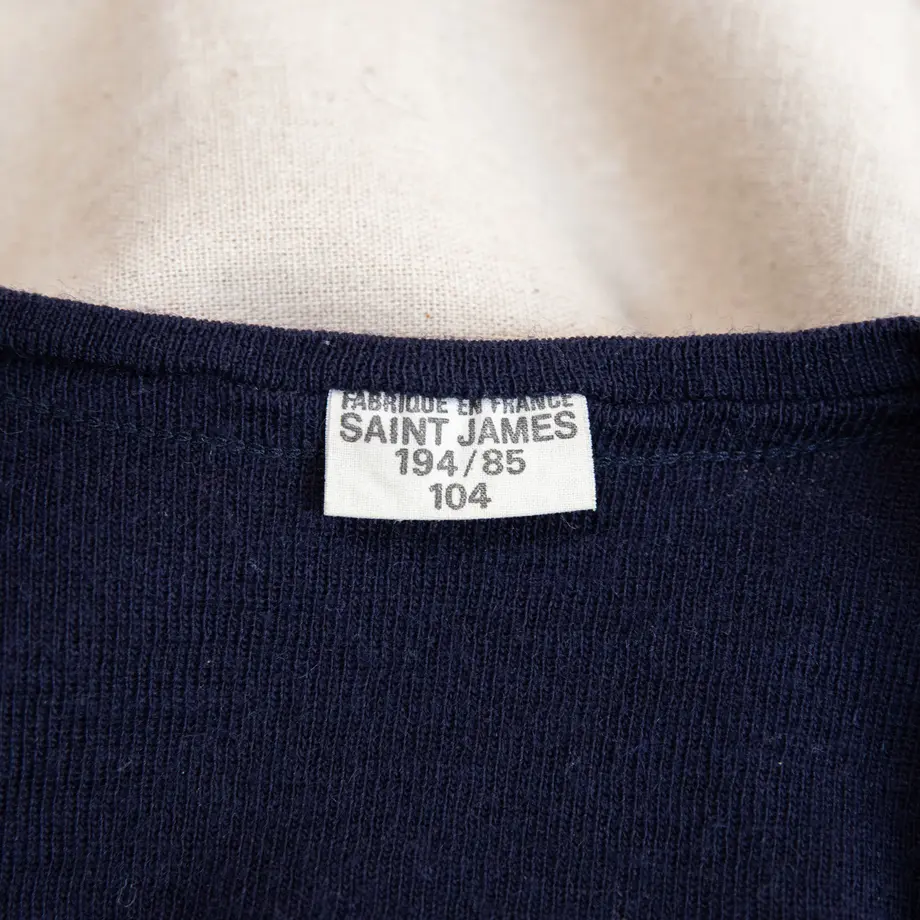 FABRIQUE EN FRANCE
SAINT JAMES
194/85
104